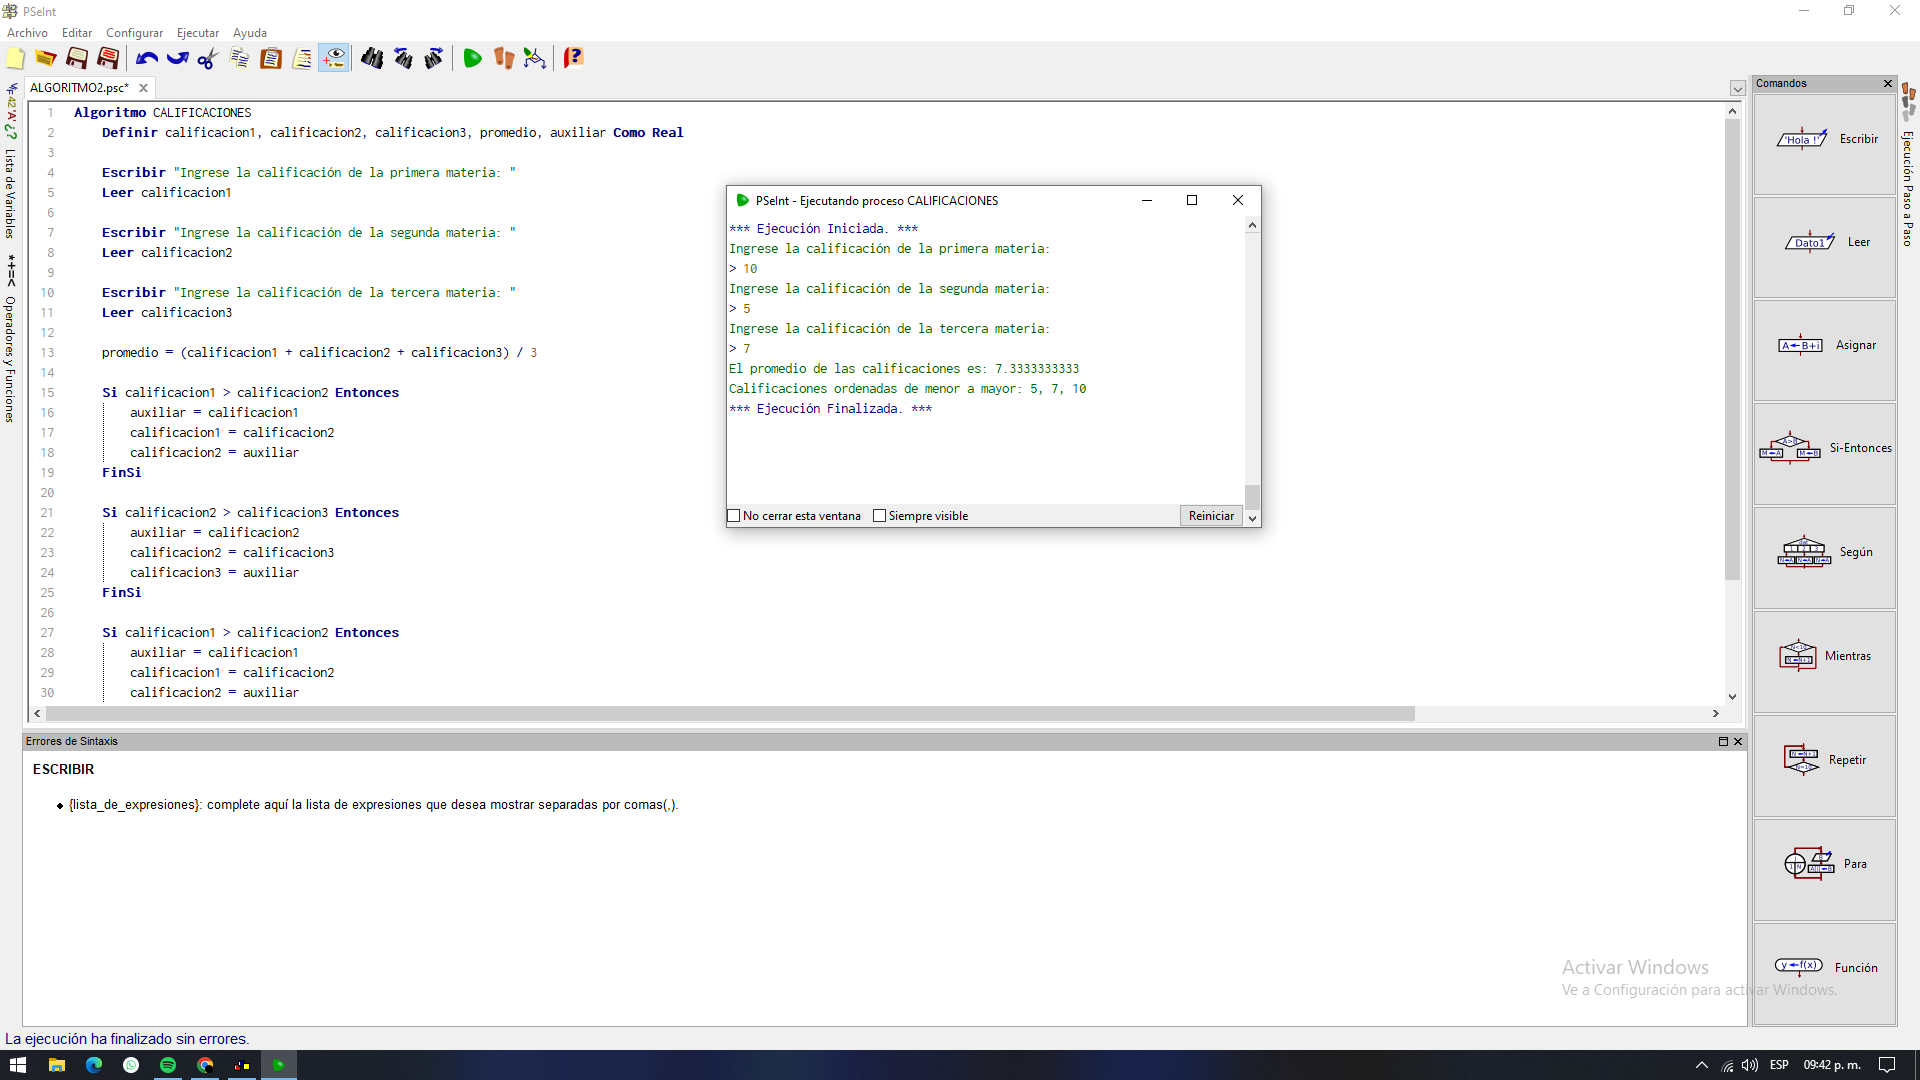 PSeInt
Archivo Editar Configurar Ejecutar Ayuda
ALGORITMO2.psc*
Lista de Variables
*+=< Operadores y Funciones
1 Algoritmo CALIFICACIONES
2 Definir calificacion1, calificacion2, calificacion3, promedio, auxiliar Como Real
3
4 Escribir "Ingrese la calificación de la primera materia: "
5 Leer calificacion1
6
7 Escribir "Ingrese la calificación de la segunda materia: "
8 Leer calificacion2
9
10 Escribir "Ingrese la calificación de la tercera materia: "
11 Leer calificacion3
12
13 promedio = (calificacion1 + calificacion2 + calificacion3) / 3
14
15 Si calificacion1 > calificacion2 Entonces
16 auxiliar = calificacion1
17 calificacion1 = calificacion2
18 calificacion2 = auxiliar
19 FinSi
20
21 Si calificacion2 > calificacion3 Entonces
22 auxiliar = calificacion2
23 calificacion2 = calificacion3
24 calificacion3 = auxiliar
25 FinSi
26
27 Si calificacion1 > calificacion2 Entonces
28 auxiliar = calificacion1
29 calificacion1 = calificacion2
30 calificacion2 = auxiliar
PSeInt - Ejecutando proceso CALIFICACIONES
*** Ejecución Iniciada. ***
Ingrese la calificación de la primera materia:
> 10
Ingrese la calificación de la segunda materia:
> 5
Ingrese la calificación de la tercera materia:
> 7
El promedio de las calificaciones es: 7.3333333333
Calificaciones ordenadas de menor a mayor: 5, 7, 10
*** Ejecución Finalizada. ***
No cerrar esta ventana Siempre visible Reiniciar
Comandos
'Hola !' Escribir
Dato1 Leer
A←B+i Asignar
Si-Entonces
Según
Mientras
Repetir
Para
y←f(x) Función
Ejecución Paso a Paso
Errores de Sintaxis
ESCRIBIR
{lista_de_expresiones}: complete aquí la lista de expresiones que desea mostrar separadas por comas(,).
Activar Windows
Ve a Configuración para activar Windows.
La ejecución ha finalizado sin errores.
ESP 09:42 p. m.